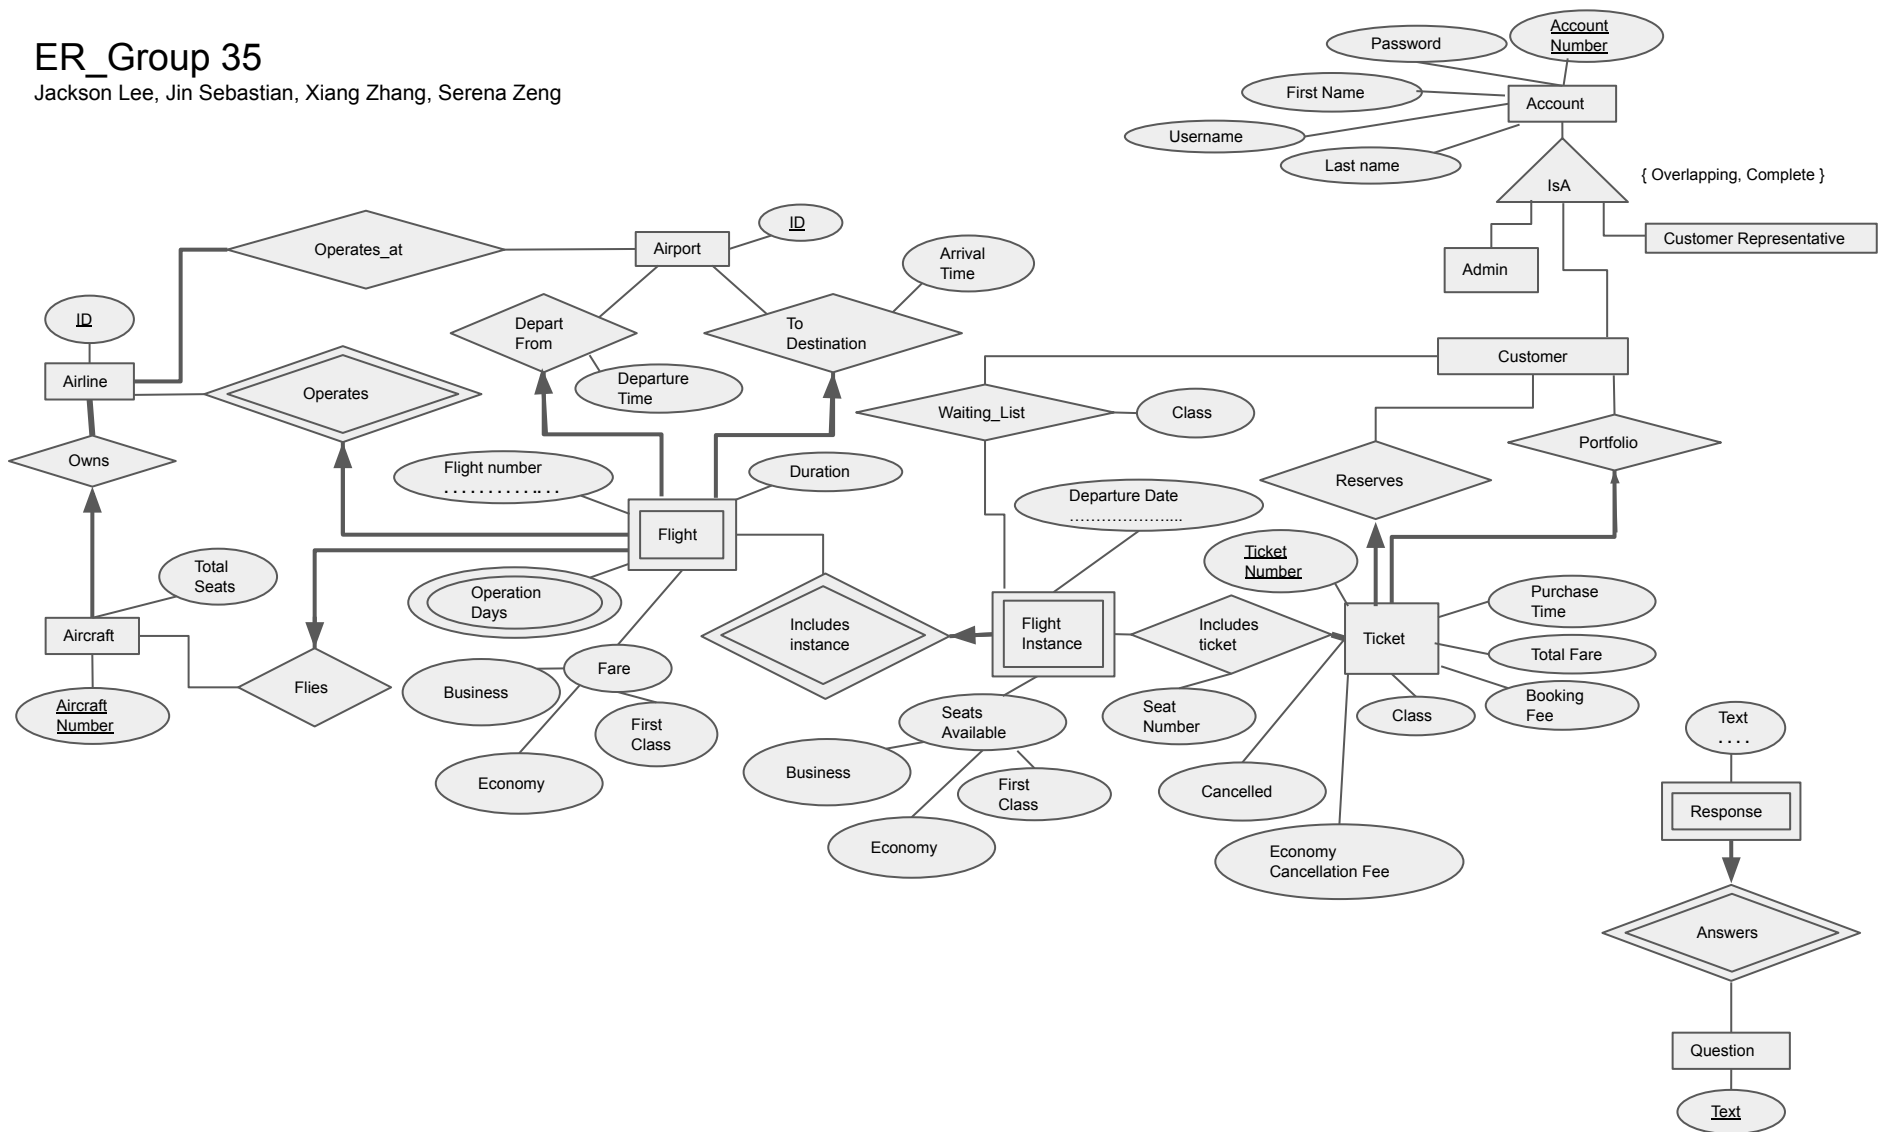 ER_Group 35
Jackson Lee, Jin Sebastian, Xiang Zhang, Serena Zeng
Account
Number
Password
First Name
Account
Username
Last name
IsA
{ Overlapping, Complete }
Admin
Customer Representative
Customer
Operates_at
Airport
ID
Arrival
Time
ID
Depart
From
To
Destination
Airline
Operates
Departure
Time
Waiting_List
Class
Portfolio
Owns
Flight number
Duration
Reserves
Departure Date
Flight
Ticket
Number
Total
Seats
Operation
Days
Purchase
Time
Aircraft
Includes
instance
Flight
Instance
Includes
ticket
Ticket
Total Fare
Flies
Business
Fare
Aircraft
Number
First
Class
Seats
Available
Seat
Number
Class
Booking
Fee
Text
Economy
Business
First
Class
Cancelled
Response
Economy
Economy
Cancellation Fee
Answers
Question
Text